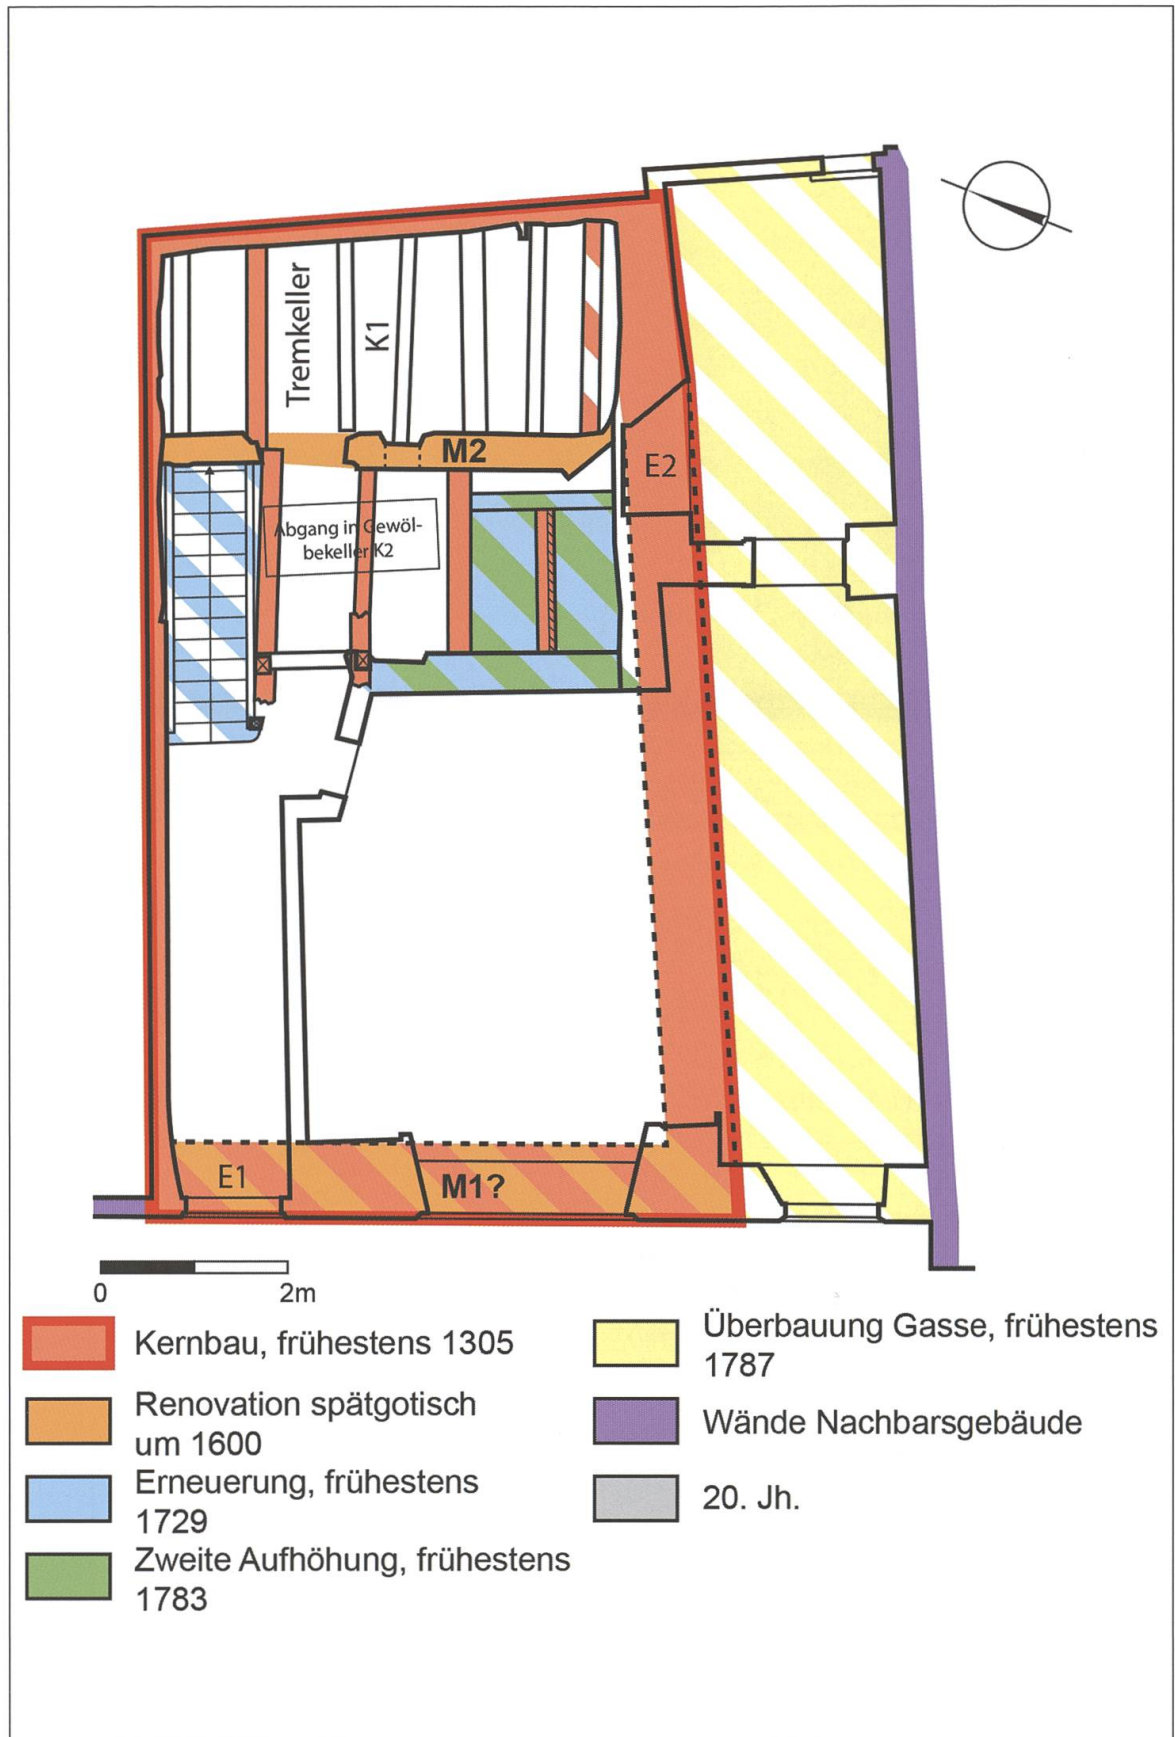 Tremkeller
K1
M2
E2
Abgang in Gewöl-
bekeller K2
E1
M1?
0 2m
Kernbau, frühestens 1305
Renovation spätgotisch
um 1600
Erneuerung, frühestens
1729
Zweite Aufhöhung, frühestens
1783
Überbauung Gasse, frühestens
1787
Wände Nachbarsgebäude
20. Jh.